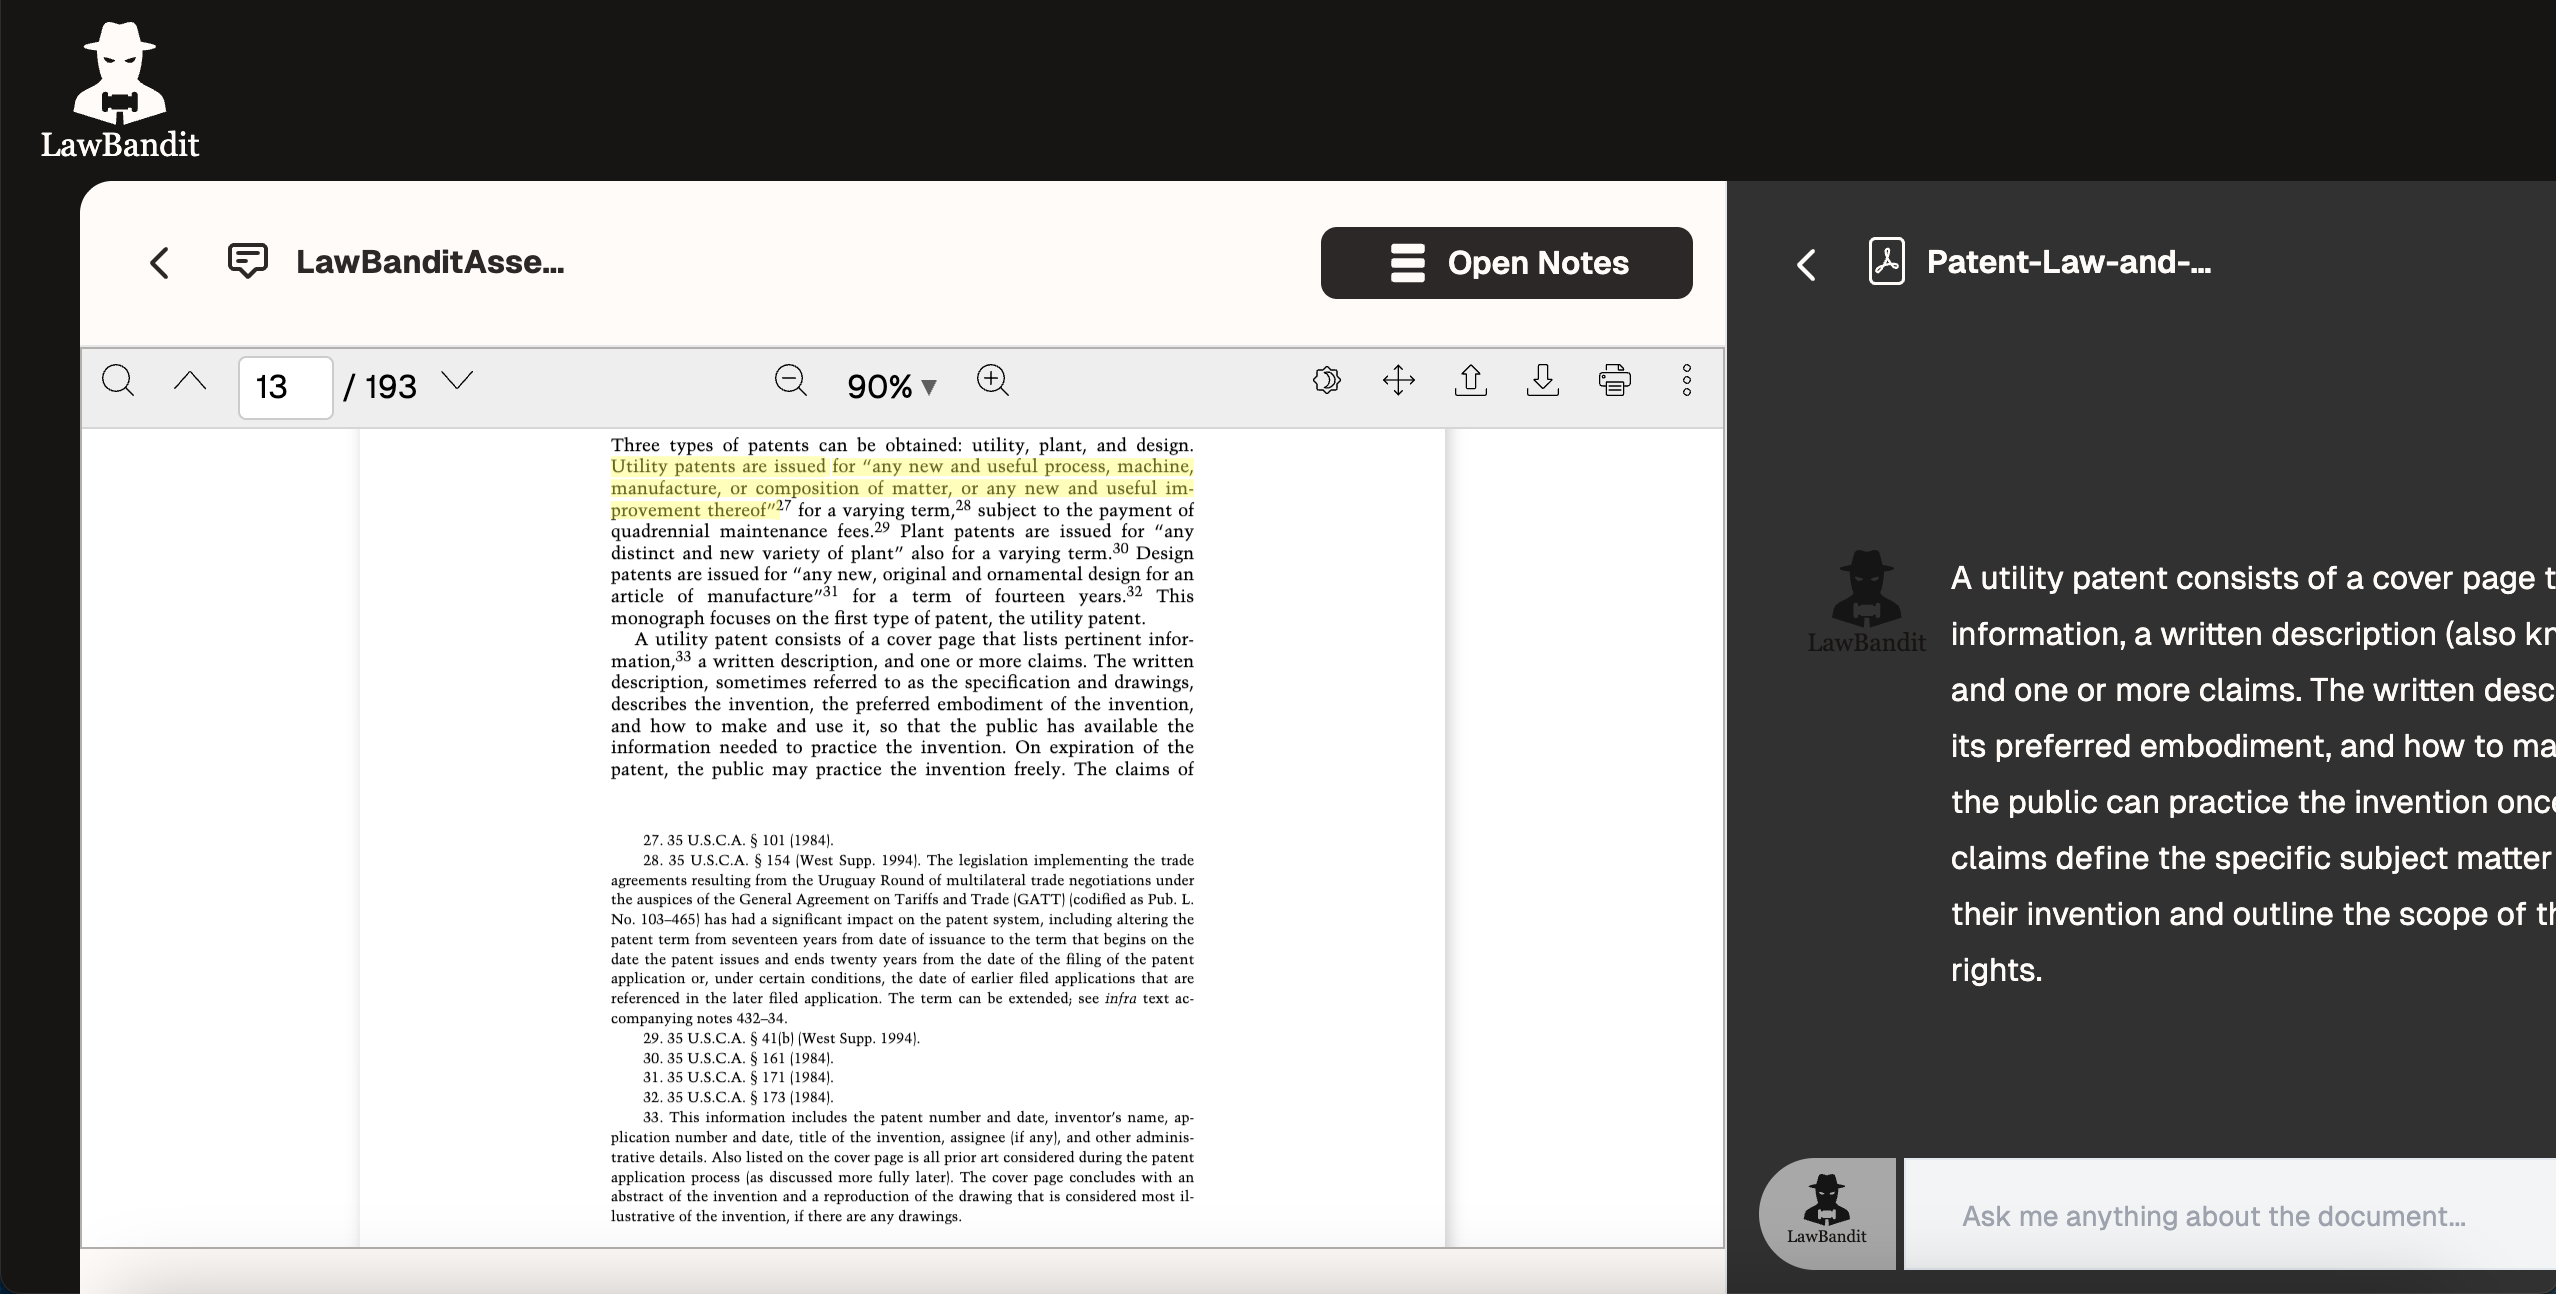 LawBandit
LawBanditAsse...
Open Notes
13 / 193
90%
Three types of patents can be obtained: utility, plant, and design.
Utility patents are issued for “any new and useful process, machine,
manufacture, or composition of matter, or any new and useful im-
provement thereof”27 for a varying term,28 subject to the payment of
quadrennial maintenance fees.29 Plant patents are issued for “any
distinct and new variety of plant” also for a varying term.30 Design
patents are issued for “any new, original and ornamental design for an
article of manufacture”31 for a term of fourteen years.32 This
monograph focuses on the first type of patent, the utility patent.
A utility patent consists of a cover page that lists pertinent infor-
mation,33 a written description, and one or more claims. The written
description, sometimes referred to as the specification and drawings,
describes the invention, the preferred embodiment of the invention,
and how to make and use it, so that the public has available the
information needed to practice the invention. On expiration of the
patent, the public may practice the invention freely. The claims of
27. 35 U.S.C.A. § 101 (1984).
28. 35 U.S.C.A. § 154 (West Supp. 1994). The legislation implementing the trade
agreements resulting from the Uruguay Round of multilateral trade negotiations under
the auspices of the General Agreement on Tariffs and Trade (GATT) (codified as Pub. L.
No. 103–465) has had a significant impact on the patent system, including altering the
patent term from seventeen years from date of issuance to the term that begins on the
date the patent issues and ends twenty years from the date of the filing of the patent
application or, under certain conditions, the date of earlier filed applications that are
referenced in the later filed application. The term can be extended; see infra text ac-
companying notes 432–34.
29. 35 U.S.C.A. § 41(b) (West Supp. 1994).
30. 35 U.S.C.A. § 161 (1984).
31. 35 U.S.C.A. § 171 (1984).
32. 35 U.S.C.A. § 173 (1984).
33. This information includes the patent number and date, inventor’s name, ap-
plication number and date, title of the invention, assignee (if any), and other adminis-
trative details. Also listed on the cover page is all prior art considered during the patent
application process (as discussed more fully later). The cover page concludes with an
abstract of the invention and a reproduction of the drawing that is considered most il-
lustrative of the invention, if there are any drawings.
Patent-Law-and-...
LawBandit
A utility patent consists of a cover page t
information, a written description (also kn
and one or more claims. The written desc
its preferred embodiment, and how to ma
the public can practice the invention once
claims define the specific subject matter
their invention and outline the scope of th
rights.
LawBandit
Ask me anything about the document...